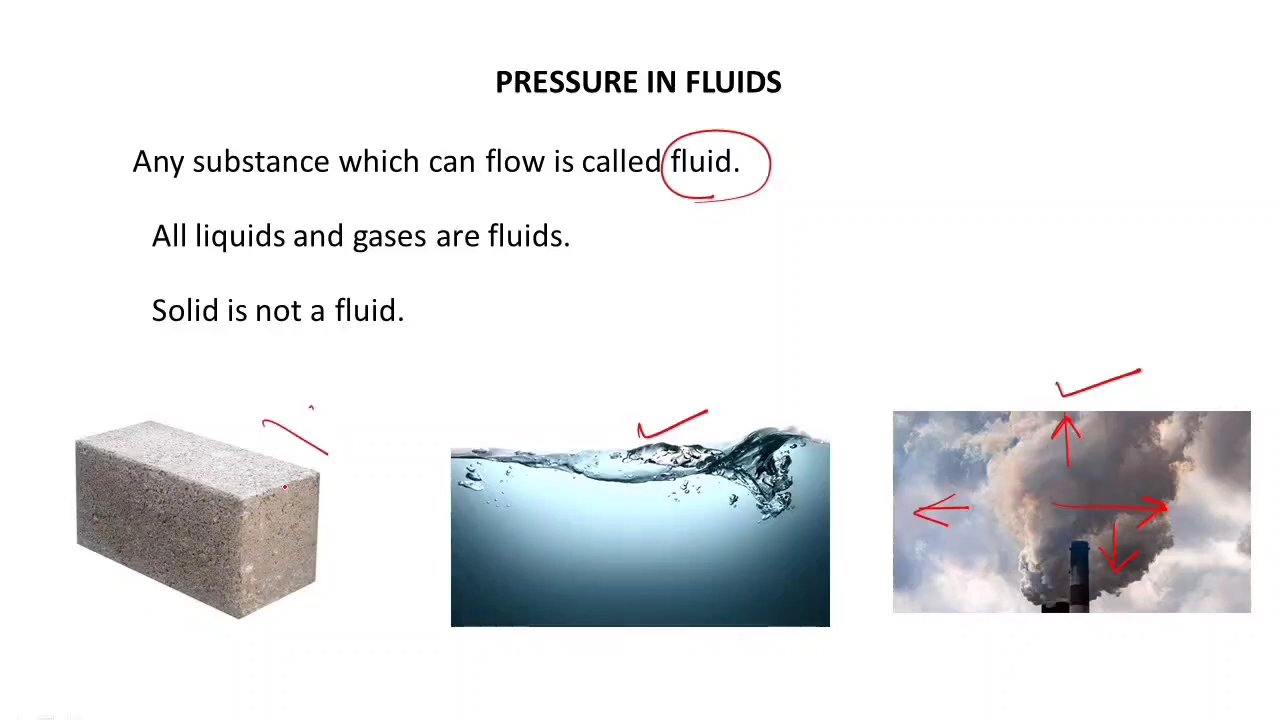 PRESSURE IN FLUIDS
Any substance which can flow is called fluid.
All liquids and gases are fluids.
Solid is not a fluid.